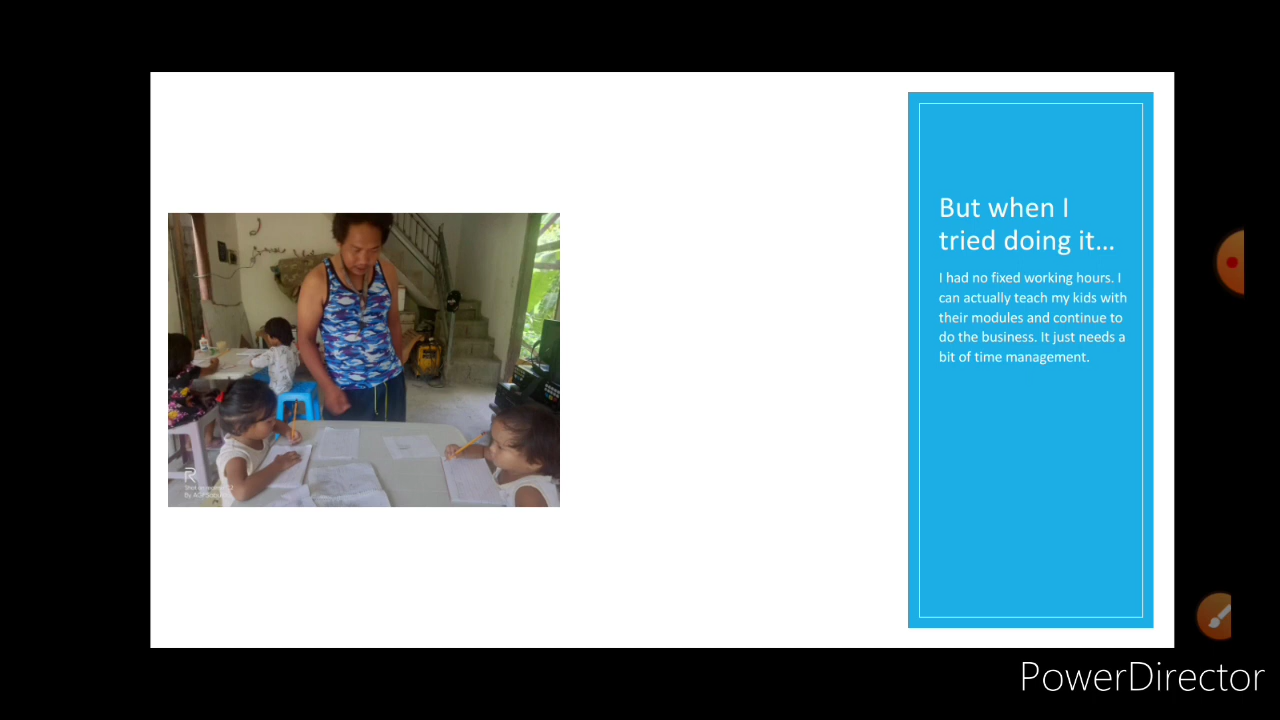 But when I
tried doing it...
I had no fixed working hours. I
can actually teach my kids with
their modules and continue to
do the business. It just needs a
bit of time management.
R
PowerDirector